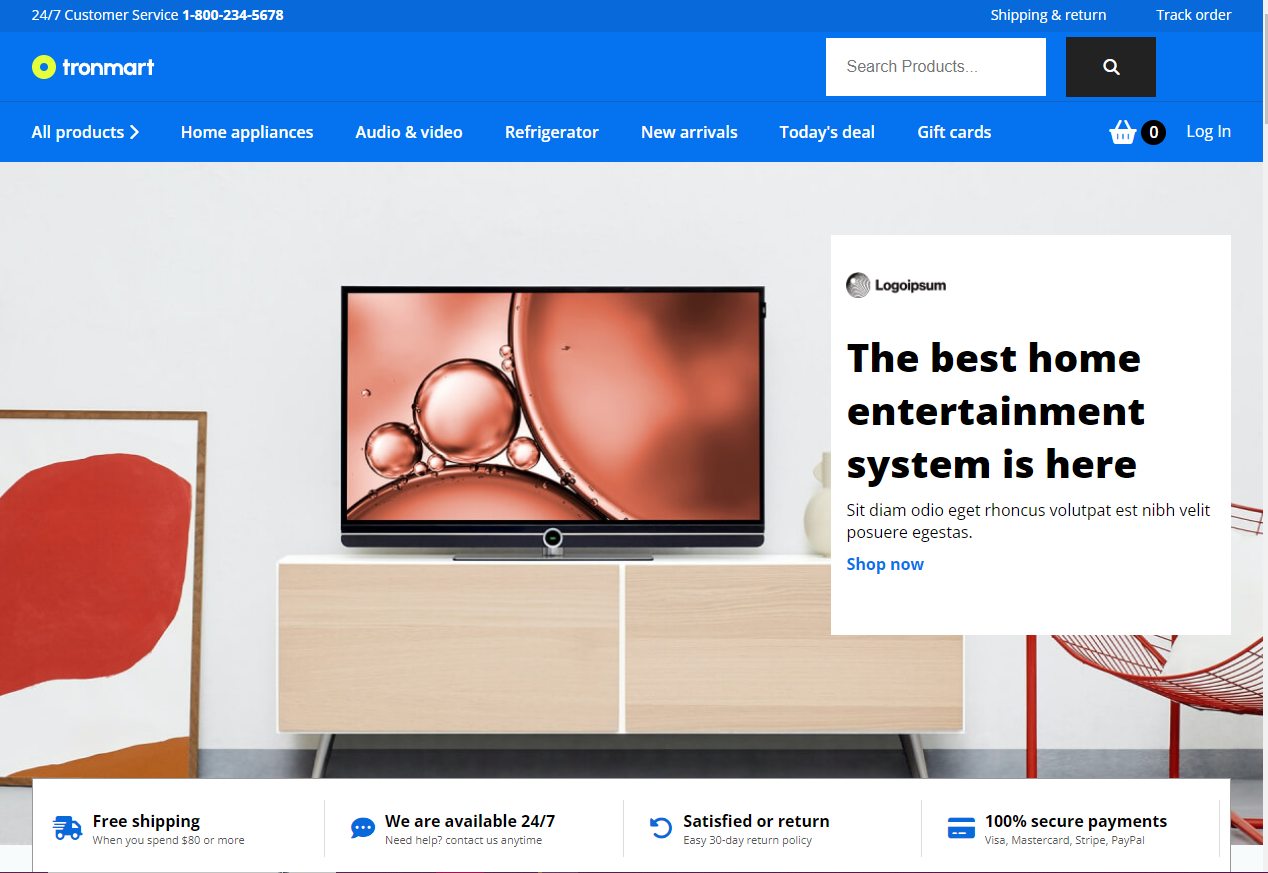 24/7 Customer Service 1-800-234-5678
Shipping & return
Track order
tronmart
Search Products...
All products
Home appliances
Audio & video
Refrigerator
New arrivals
Today's deal
Gift cards
0
Log In
Logoipsum
The best home
entertainment
system is here
Sit diam odio eget rhoncus volutpat est nibh velit
posuere egestas.
Shop now
Free shipping
When you spend $80 or more
We are available 24/7
Need help? contact us anytime
Satisfied or return
Easy 30-day return policy
100% secure payments
Visa, Mastercard, Stripe, PayPal